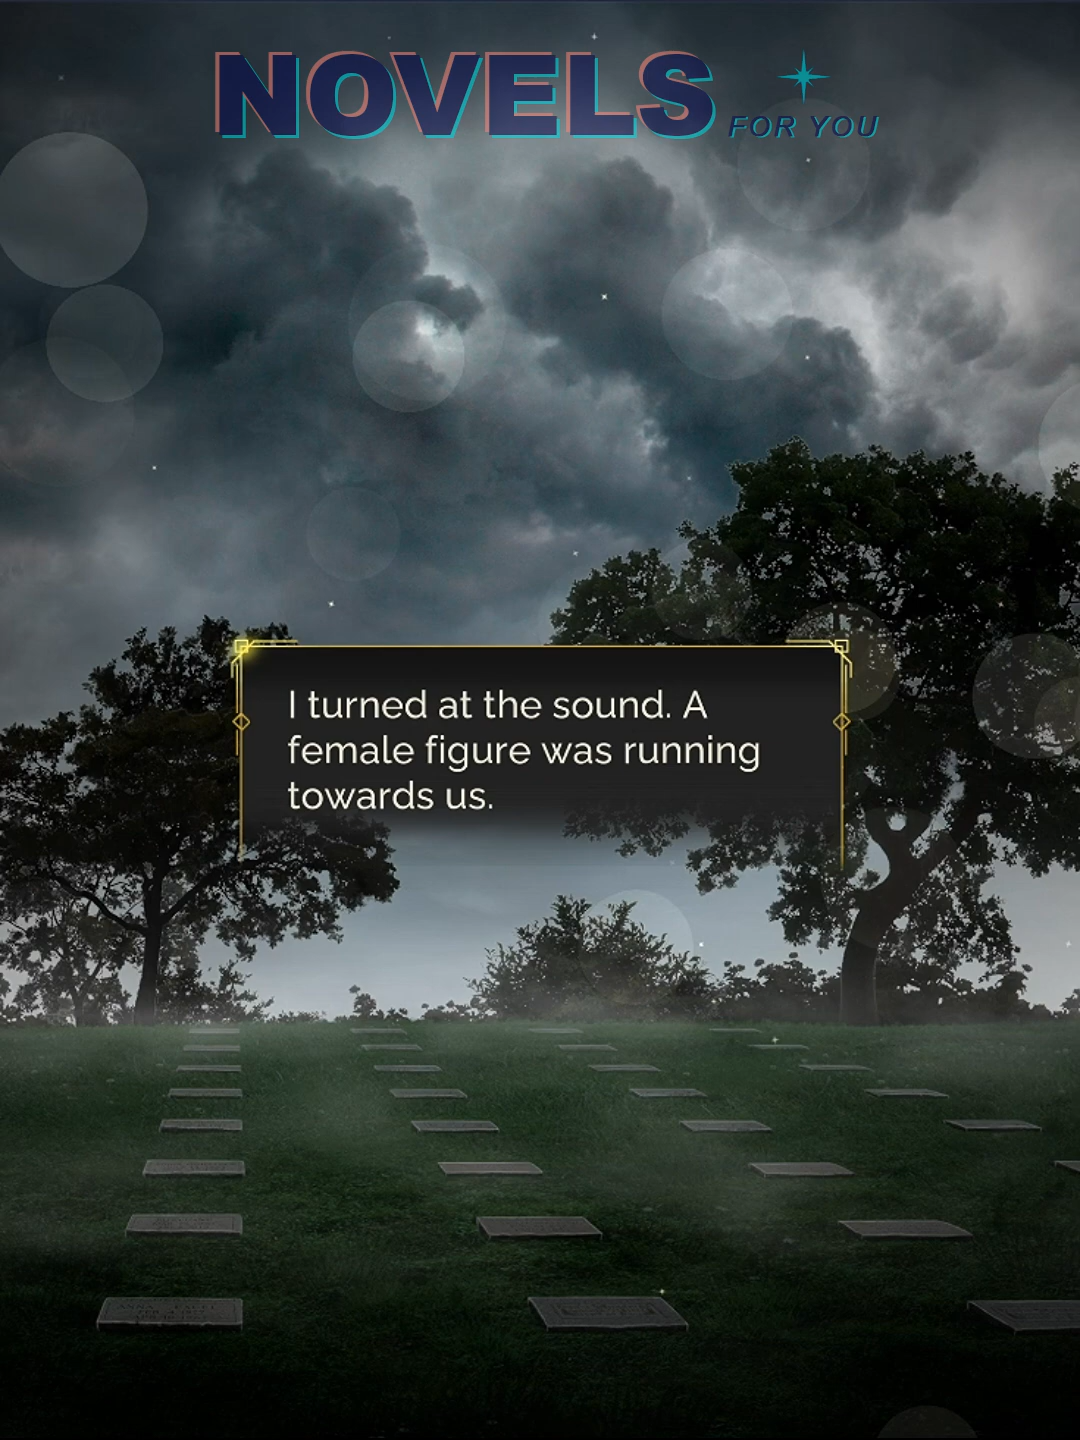 NOVELS
FOR YOU
I turned at the sound. A
female figure was running
towards us.